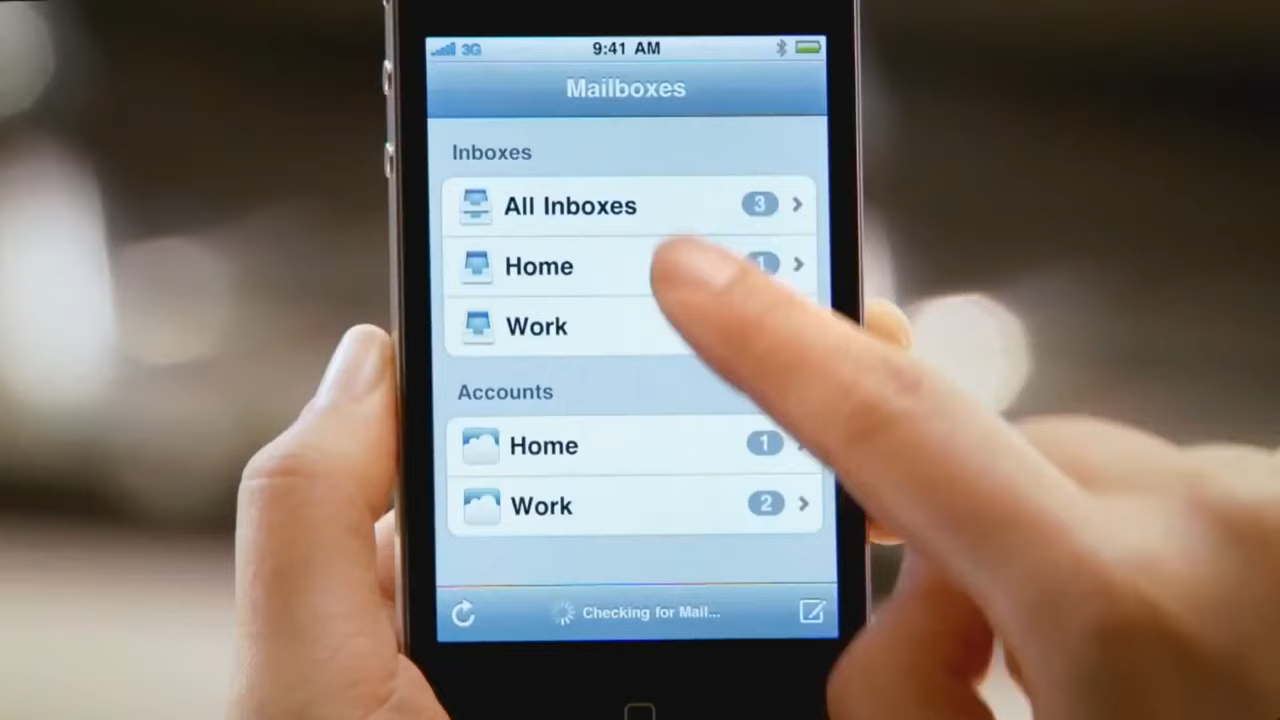 3G 9:41 AM
Mailboxes
Inboxes
All Inboxes 3
Home 1
Work
Accounts
Home 1
Work 2
Checking for Mail...